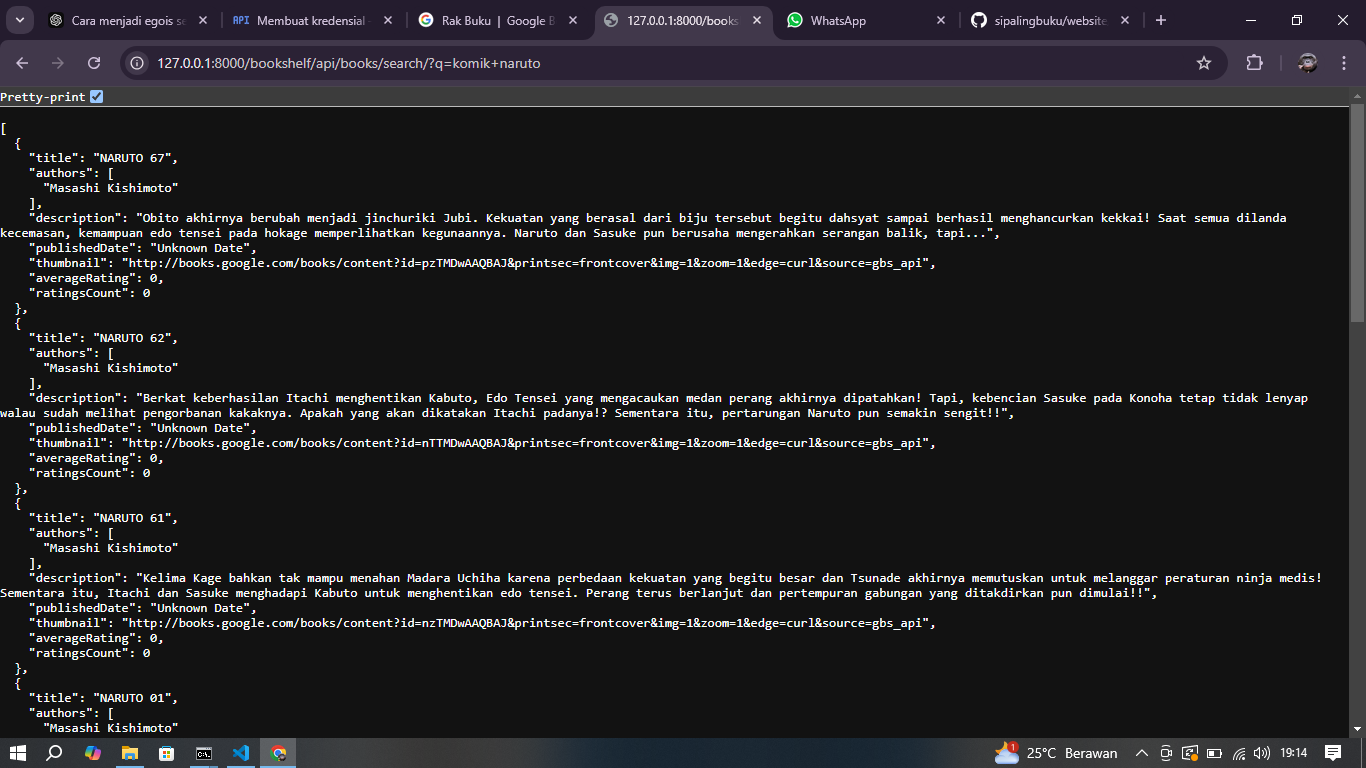 Cara menjadi egois se
API Membuat kredensial -
Rak Buku | Google B
127.0.0.1:8000/books
WhatsApp
sipalingbuku/website
127.0.0.1:8000/bookshelf/api/books/search/?q=komik+naruto
Pretty-print
[
  {
    "title": "NARUTO 67",
    "authors": [
      "Masashi Kishimoto"
    ],
    "description": "Obito akhirnya berubah menjadi jinchuriki Jubi. Kekuatan yang berasal dari biju tersebut begitu dahsyat sampai berhasil menghancurkan kekkai! Saat semua dilanda
kecemasan, kemampuan edo tensei pada hokage memperlihatkan kegunaannya. Naruto dan Sasuke pun berusaha mengerahkan serangan balik, tapi...",
    "publishedDate": "Unknown Date",
    "thumbnail": "http://books.google.com/books/content?id=pzTMDwAAQBAJ&printsec=frontcover&img=1&zoom=1&edge=curl&source=gbs_api",
    "averageRating": 0,
    "ratingsCount": 0
  },
  {
    "title": "NARUTO 62",
    "authors": [
      "Masashi Kishimoto"
    ],
    "description": "Berkat keberhasilan Itachi menghentikan Kabuto, Edo Tensei yang mengacaukan medan perang akhirnya dipatahkan! Tapi, kebencian Sasuke pada Konoha tetap tidak lenyap
walau sudah melihat pengorbanan kakaknya. Apakah yang akan dikatakan Itachi padanya!? Sementara itu, pertarungan Naruto pun semakin sengit!!",
    "publishedDate": "Unknown Date",
    "thumbnail": "http://books.google.com/books/content?id=nTTMDwAAQBAJ&printsec=frontcover&img=1&zoom=1&edge=curl&source=gbs_api",
    "averageRating": 0,
    "ratingsCount": 0
  },
  {
    "title": "NARUTO 61",
    "authors": [
      "Masashi Kishimoto"
    ],
    "description": "Kelima Kage bahkan tak mampu menahan Madara Uchiha karena perbedaan kekuatan yang begitu besar dan Tsunade akhirnya memutuskan untuk melanggar peraturan ninja medis!
Sementara itu, Itachi dan Sasuke menghadapi Kabuto untuk menghentikan edo tensei. Perang terus berlanjut dan pertempuran gabungan yang ditakdirkan pun dimulai!!",
    "publishedDate": "Unknown Date",
    "thumbnail": "http://books.google.com/books/content?id=nzTMDwAAQBAJ&printsec=frontcover&img=1&zoom=1&edge=curl&source=gbs_api",
    "averageRating": 0,
    "ratingsCount": 0
  },
  {
    "title": "NARUTO 01",
    "authors": [
      "Masashi Kishimoto"
1
25°C Berawan
19:14